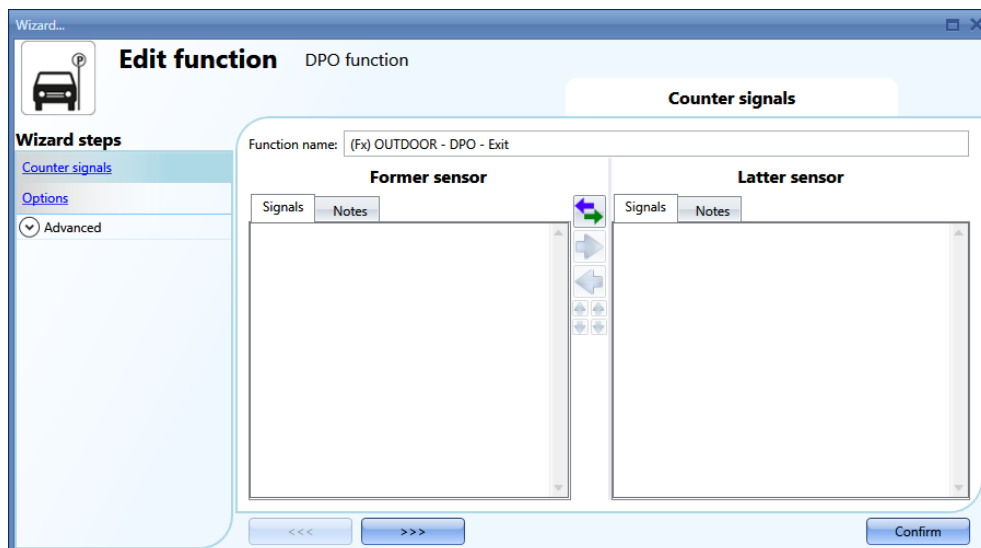 Wizard...
P
Edit function DPO function
Counter signals
Wizard steps
Counter signals
Options
Advanced
Function name: (Fx) OUTDOOR - DPO - Exit
Former sensor
Latter sensor
Signals Notes
Signals Notes
<<< >>>
Confirm